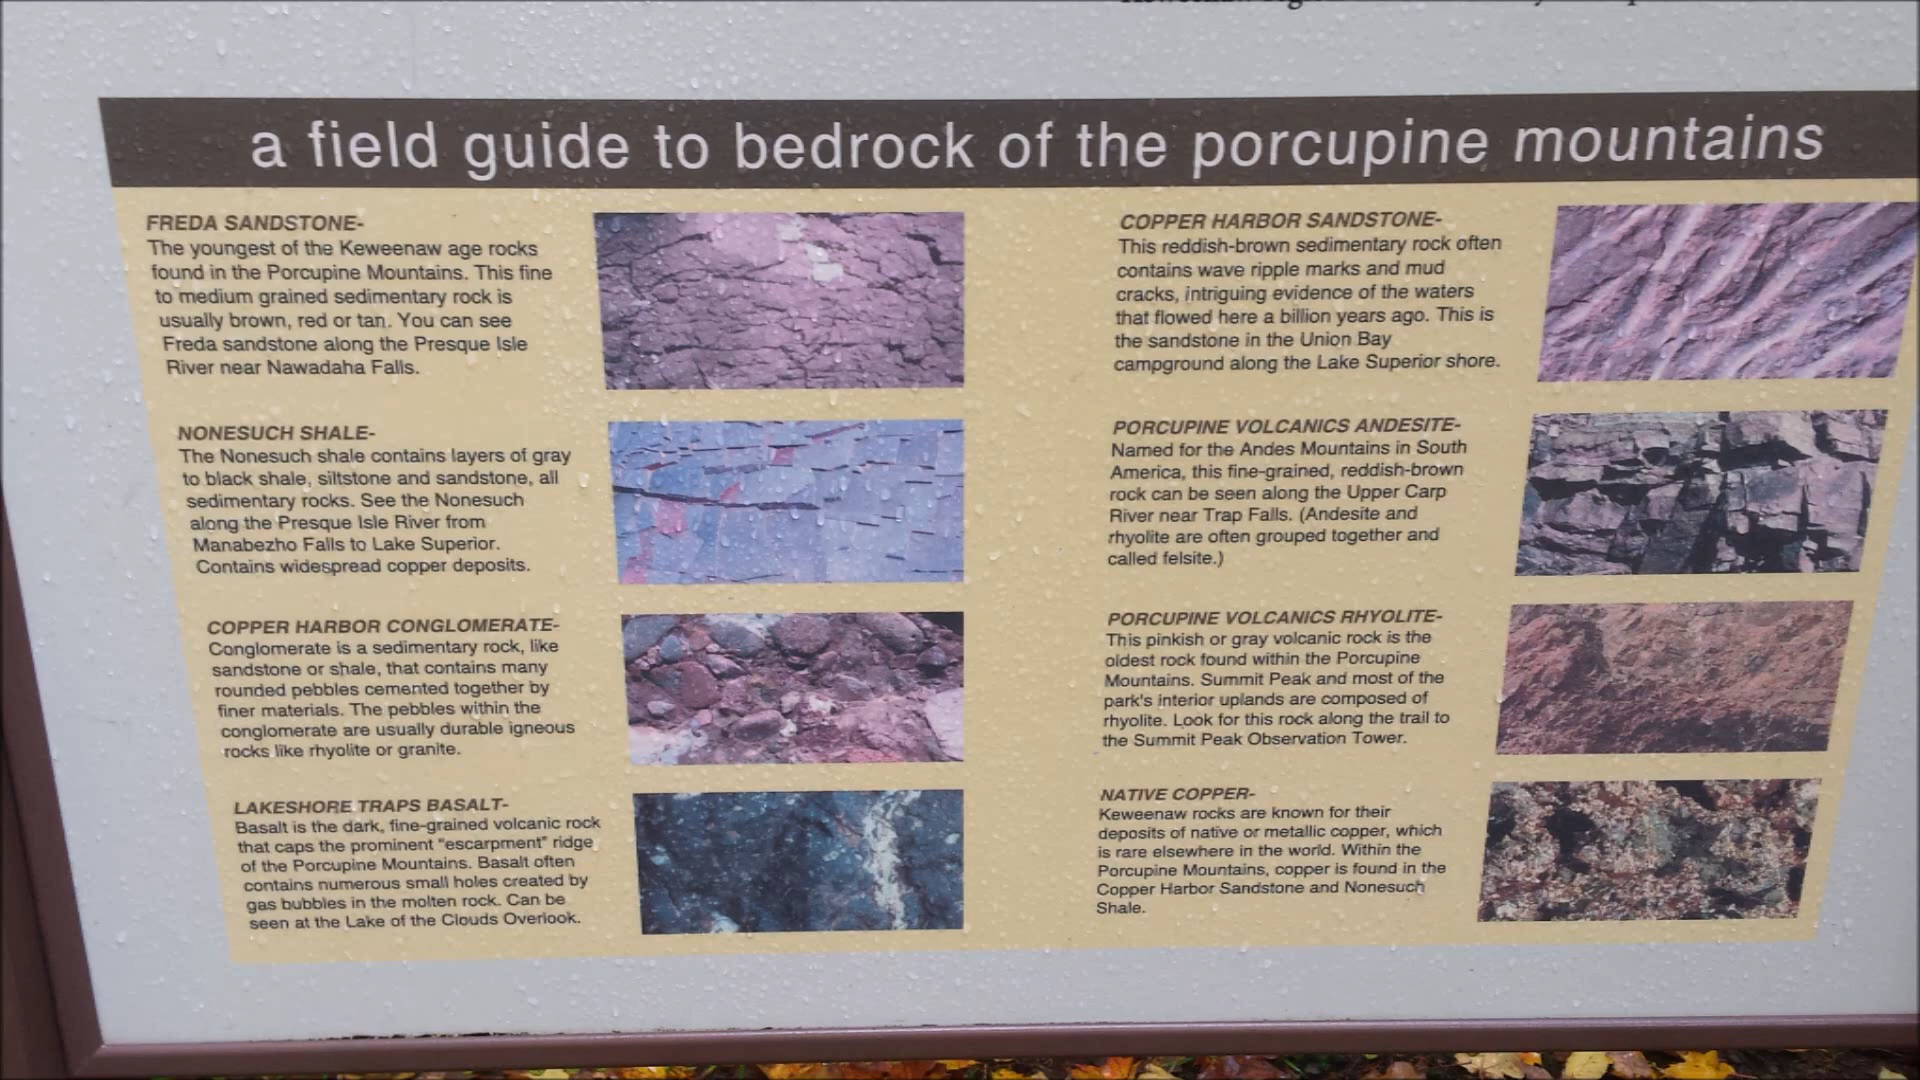 a field guide to bedrock of the porcupine mountains
FREDA SANDSTONE-
The youngest of the Keweenaw age rocks
found in the Porcupine Mountains. This fine
to medium grained sedimentary rock is
usually brown, red or tan. You can see
Freda sandstone along the Presque Isle
River near Nawadaha Falls.
NONESUCH SHALE-
The Nonesuch shale contains layers of gray
to black shale, siltstone and sandstone, all
sedimentary rocks. See the Nonesuch
along the Presque Isle River from
Manabezho Falls to Lake Superior.
Contains widespread copper deposits.
COPPER HARBOR CONGLOMERATE-
Conglomerate is a sedimentary rock, like
sandstone or shale, that contains many
rounded pebbles cemented together by
finer materials. The pebbles within the
conglomerate are usually durable igneous
rocks like rhyolite or granite.
LAKESHORE TRAPS BASALT-
Basalt is the dark, fine-grained volcanic rock
that caps the prominent "escarpment" ridge
of the Porcupine Mountains. Basalt often
contains numerous small holes created by
gas bubbles in the molten rock. Can be
seen at the Lake of the Clouds Overlook.
COPPER HARBOR SANDSTONE-
This reddish-brown sedimentary rock often
contains wave ripple marks and mud
cracks, intriguing evidence of the waters
that flowed here a billion years ago. This is
the sandstone in the Union Bay
campground along the Lake Superior shore.
PORCUPINE VOLCANICS ANDESITE-
Named for the Andes Mountains in South
America, this fine-grained, reddish-brown
rock can be seen along the Upper Carp
River near Trap Falls. (Andesite and
rhyolite are often grouped together and
called felsite.)
PORCUPINE VOLCANICS RHYOLITE-
This pinkish or gray volcanic rock is the
oldest rock found within the Porcupine
Mountains. Summit Peak and most of the
park's interior uplands are composed of
rhyolite. Look for this rock along the trail to
the Summit Peak Observation Tower.
NATIVE COPPER-
Keweenaw rocks are known for their
deposits of native or metallic copper, which
is rare elsewhere in the world. Within the
Porcupine Mountains, copper is found in the
Copper Harbor Sandstone and Nonesuch
Shale.